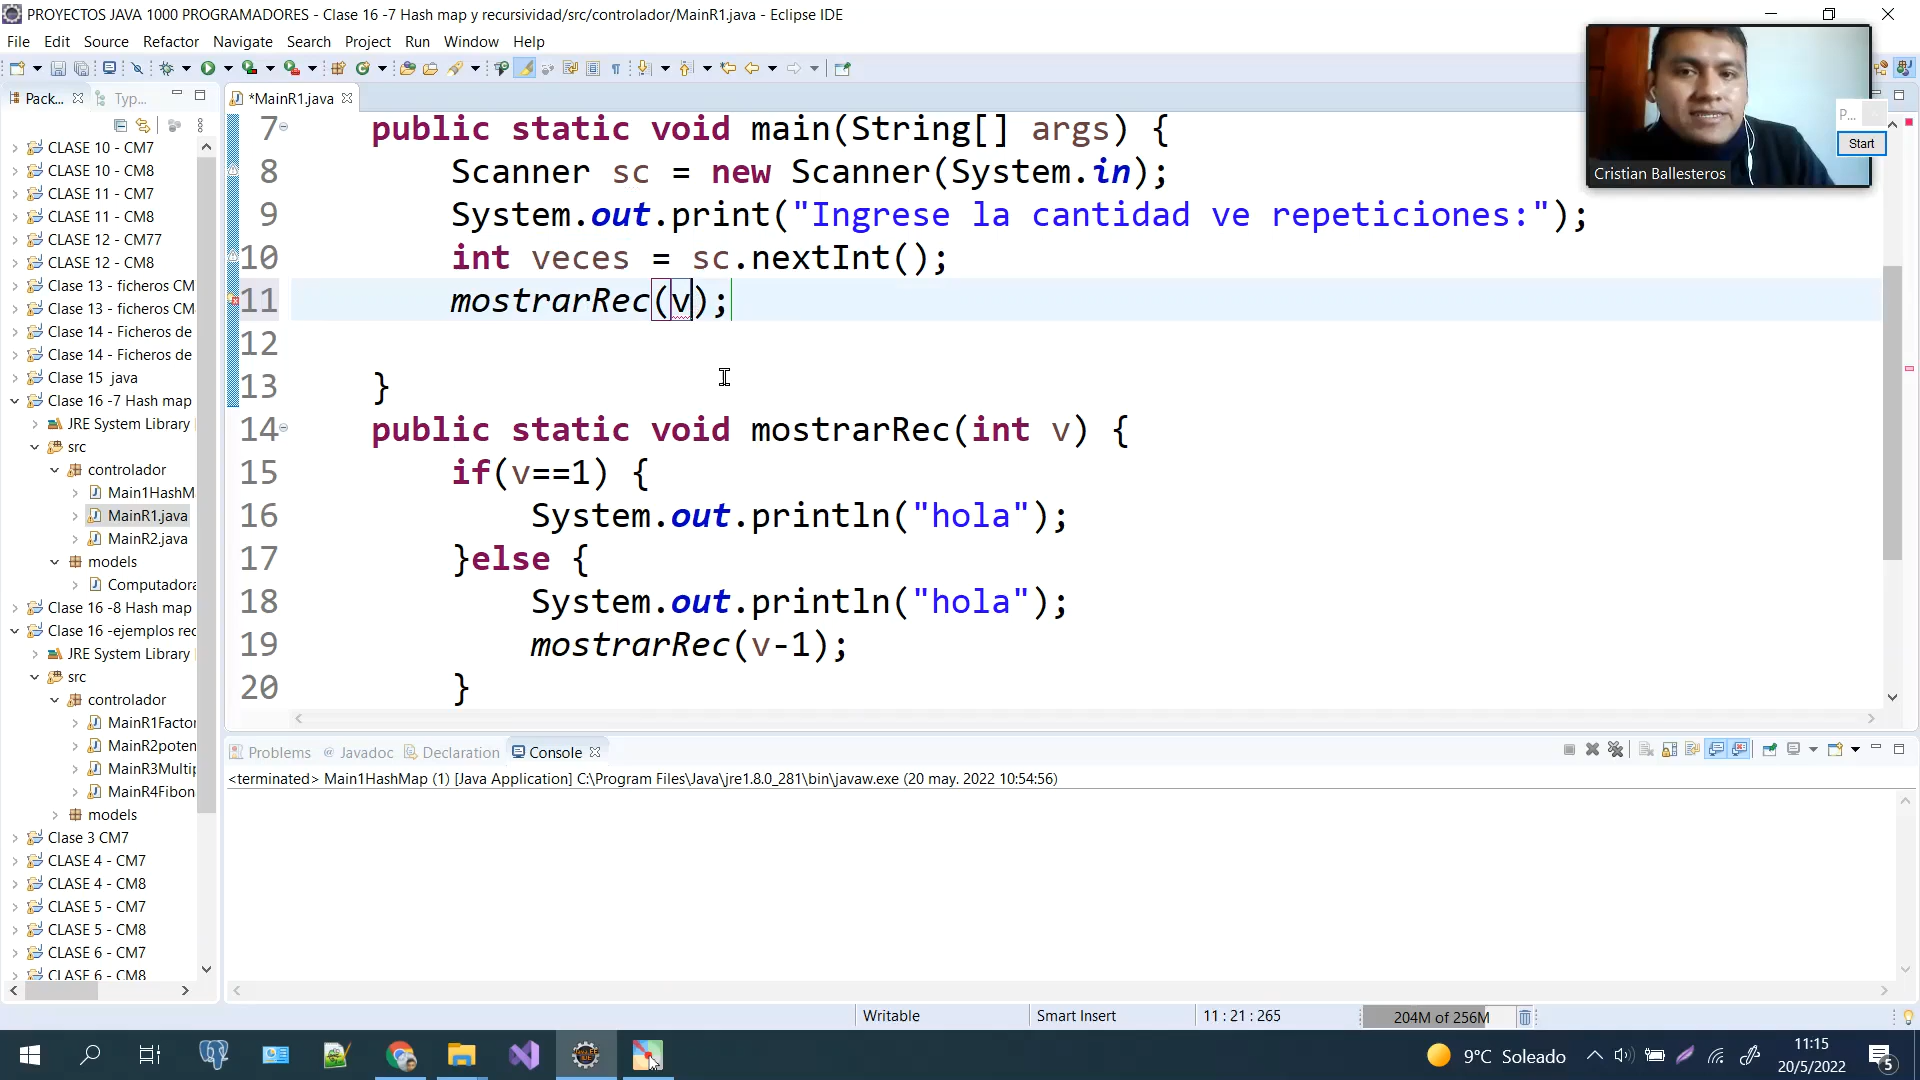 PROYECTOS JAVA 1000 PROGRAMADORES - Clase 16 -7 Hash map y recursividad/src/controlador/MainR1.java - Eclipse IDE
File Edit Source Refactor Navigate Search Project Run Window Help
Pack... Typ...
*MainR1.java
P...
Start
Cristian Ballesteros
CLASE 10 - CM7
CLASE 10 - CM8
CLASE 11 - CM7
CLASE 11 - CM8
CLASE 12 - CM77
CLASE 12 - CM8
Clase 13 - ficheros CM
Clase 13 - ficheros CM
Clase 14 - Ficheros de
Clase 14 - Ficheros de
Clase 15 java
Clase 16 -7 Hash map
JRE System Library
src
controlador
Main1HashM
MainR1.java
MainR2.java
models
Computadora
Clase 16 -8 Hash map
Clase 16 -ejemplos rec
JRE System Library
src
controlador
MainR1Factor
MainR2poten
MainR3Multip
MainR4Fibon
models
Clase 3 CM7
CLASE 4 - CM7
CLASE 4 - CM8
CLASE 5 - CM7
CLASE 5 - CM8
CLASE 6 - CM7
CLASE 6 - CM8
7 public static void main(String[] args) {
8 Scanner sc = new Scanner(System.in);
9 System.out.print("Ingrese la cantidad ve repeticiones:");
10 int veces = sc.nextInt();
11 mostrarRec(v);
12
13 }
14 public static void mostrarRec(int v) {
15 if(v==1) {
16 System.out.println("hola");
17 }else {
18 System.out.println("hola");
19 mostrarRec(v-1);
20 }
Problems Javadoc Declaration Console
<terminated> Main1HashMap (1) [Java Application] C:\Program Files\Java\jre1.8.0_281\bin\javaw.exe (20 may. 2022 10:54:56)
Writable Smart Insert 11 : 21 : 265 204M of 256M
9°C Soleado
11:15
20/5/2022
5